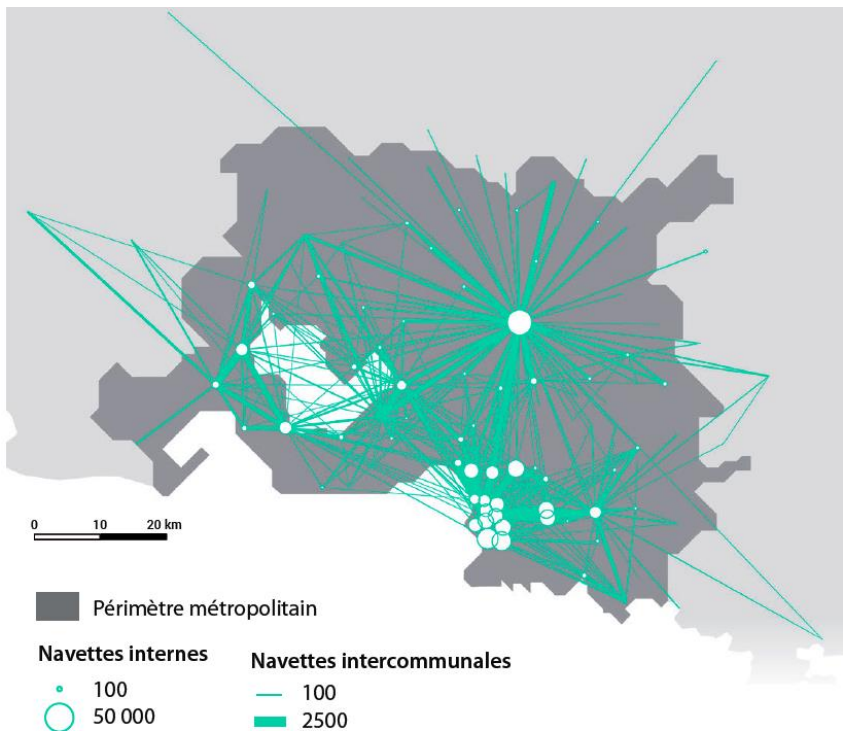 0 10 20 km
Périmètre métropolitain
Navettes internes
100
50 000
Navettes intercommunales
100
2500